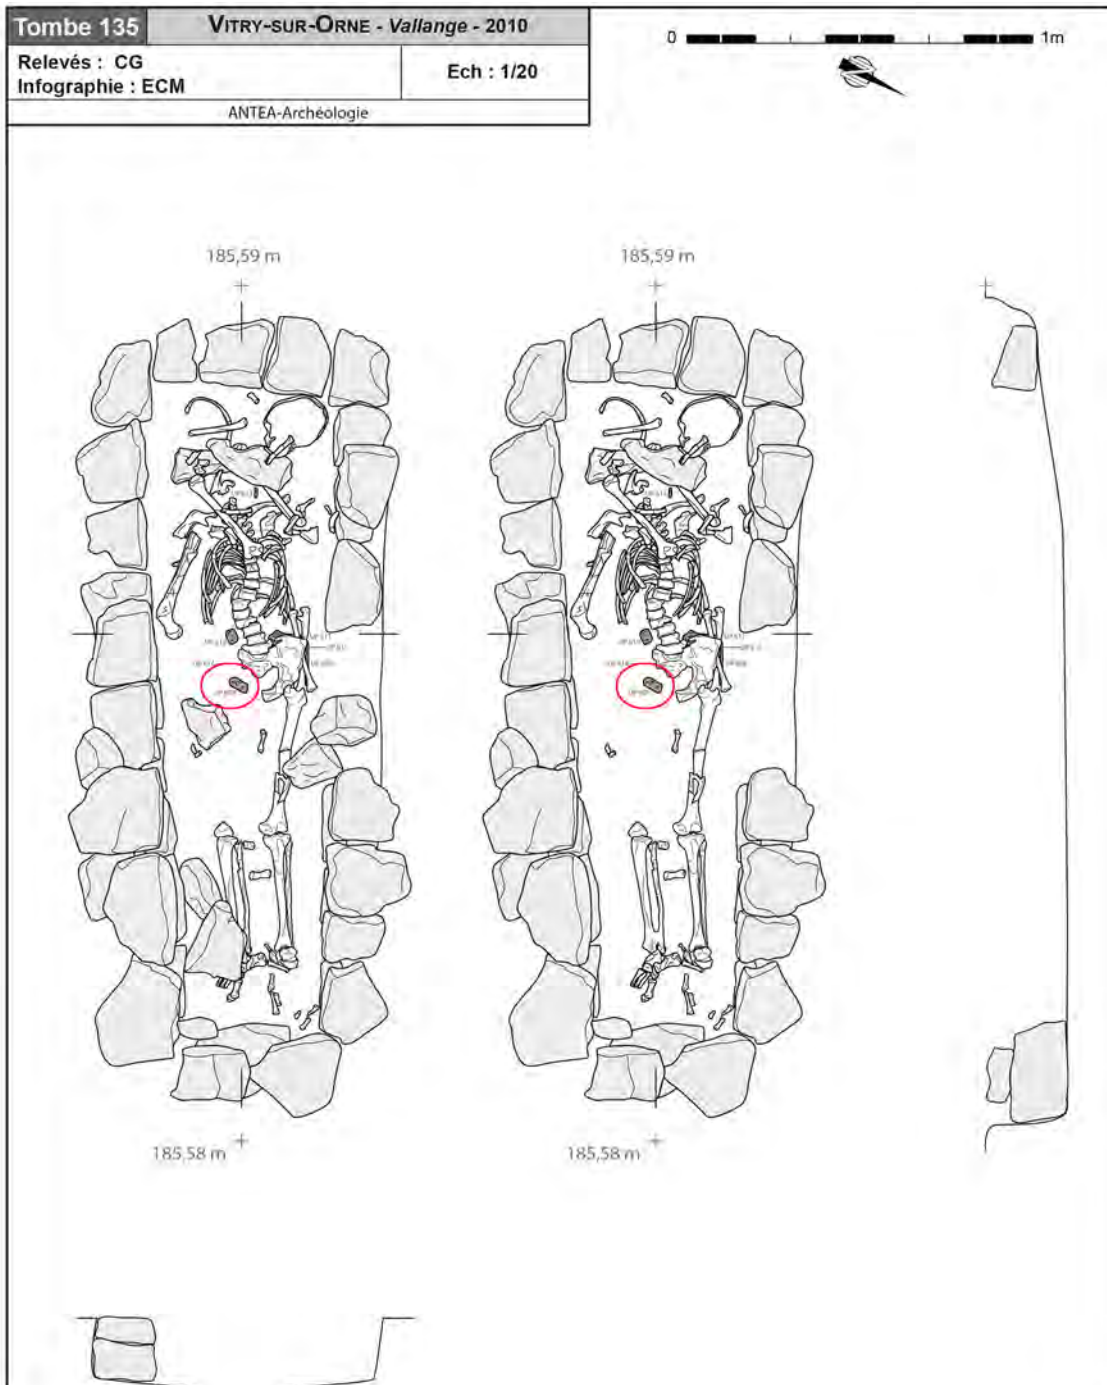 Tombe 135
VITRY-SUR-ORNE - Vallange - 2010
Relevés : CG
Infographie : ECM
Ech : 1/20
ANTEA-Archéologie
0 1m
185,59 m
185,59 m
185,58 m
185,58 m